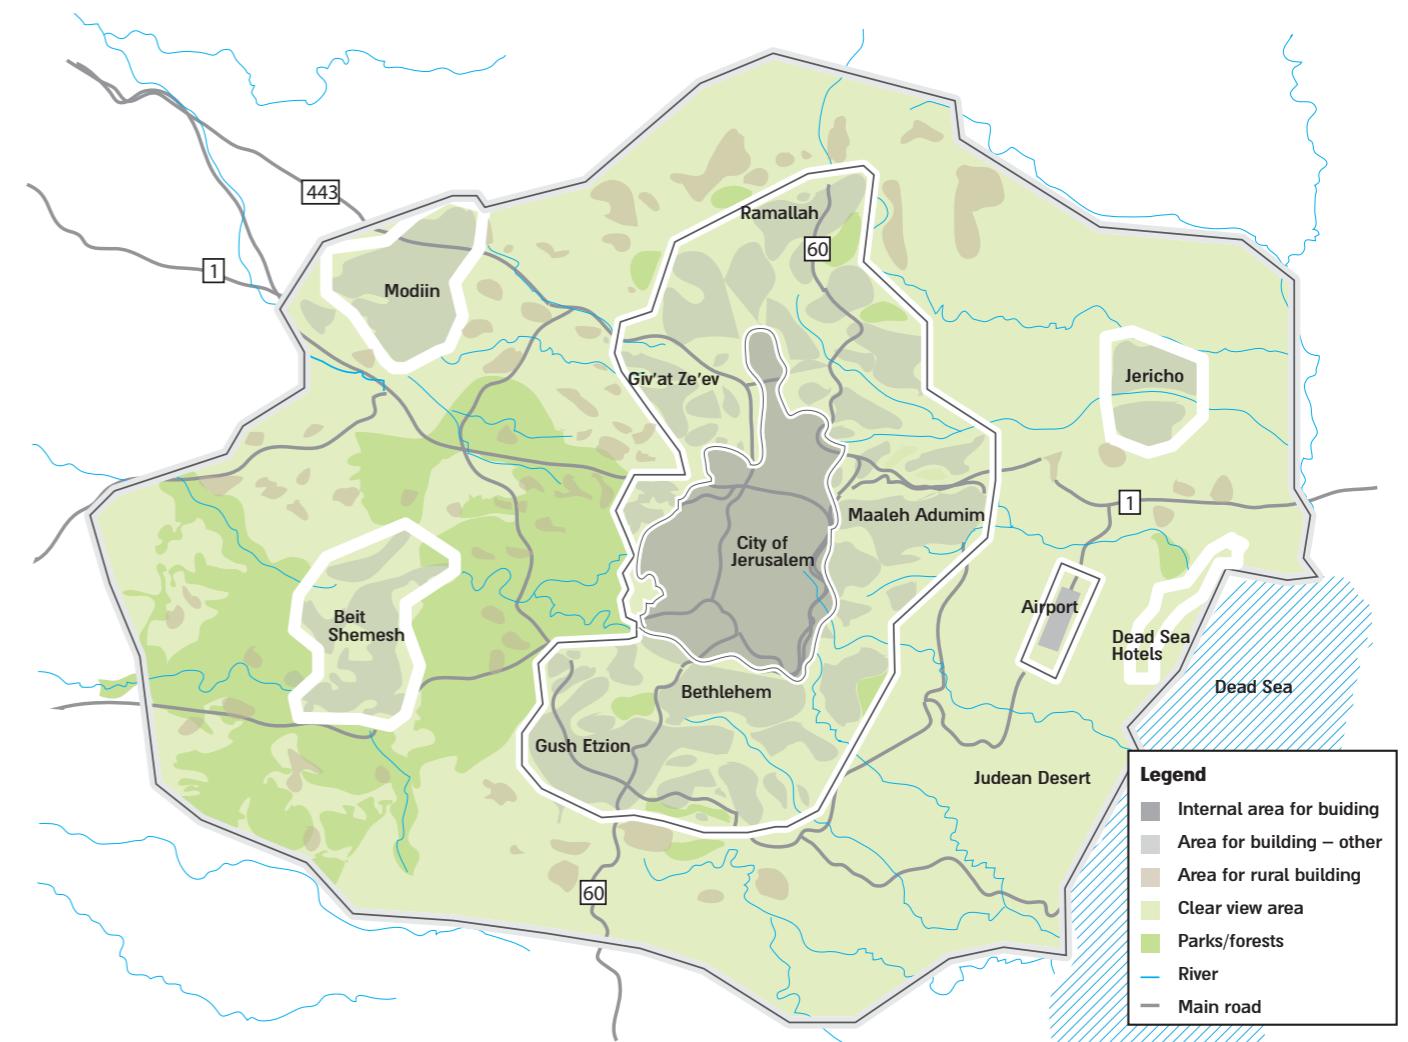 443
Ramallah
60
1
Modiin
Jericho
Giv'at Ze'ev
1
Maaleh Adumim
City of
Jerusalem
Airport
Beit
Shemesh
Dead Sea
Hotels
Dead Sea
Bethlehem
Gush Etzion
Judean Desert
60
Legend
Internal area for buiding
Area for building – other
Area for rural building
Clear view area
Parks/forests
River
Main road